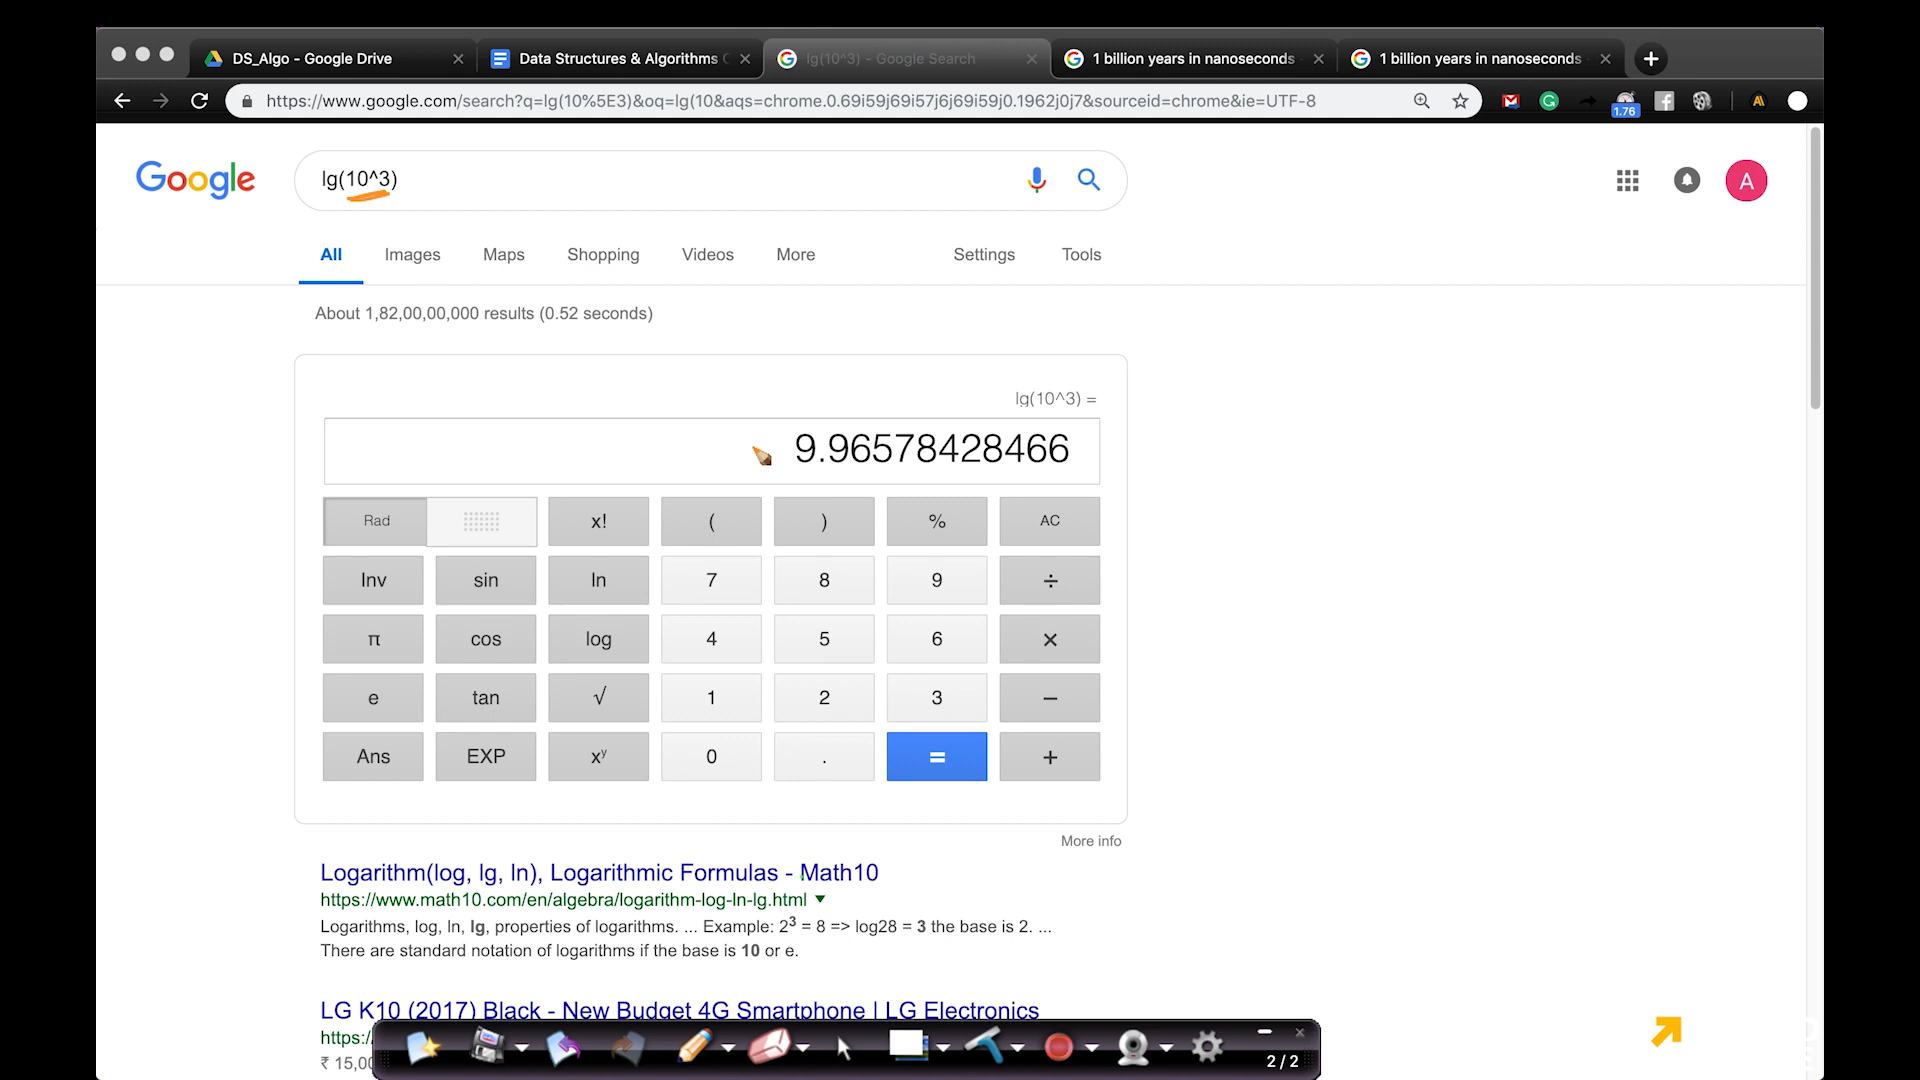 DS_Algo - Google Drive
Data Structures & Algorithms
lg(10^3) - Google Search
1 billion years in nanoseconds
1 billion years in nanoseconds
https://www.google.com/search?q=lg(10%5E3)&oq=lg(10&aqs=chrome.0.69i59j69i57j6j69i59j0.1962j0j7&sourceid=chrome&ie=UTF-8
1.76
Google
lg(10^3)
A
All Images Maps Shopping Videos More Settings Tools
About 1,82,00,00,000 results (0.52 seconds)
lg(10^3) =
9.96578428466
Rad x! ( ) % AC
Inv sin ln 7 8 9 ÷
π cos log 4 5 6 ×
e tan √ 1 2 3 −
Ans EXP xʸ 0 . = +
More info
Logarithm(log, lg, ln), Logarithmic Formulas - Math10
https://www.math10.com/en/algebra/logarithm-log-ln-lg.html
Logarithms, log, ln, lg, properties of logarithms. ... Example: 2³ = 8 => log28 = 3 the base is 2. ...
There are standard notation of logarithms if the base is 10 or e.
LG K10 (2017) Black - New Budget 4G Smartphone | LG Electronics
https:/
₹ 15,00
2 / 2